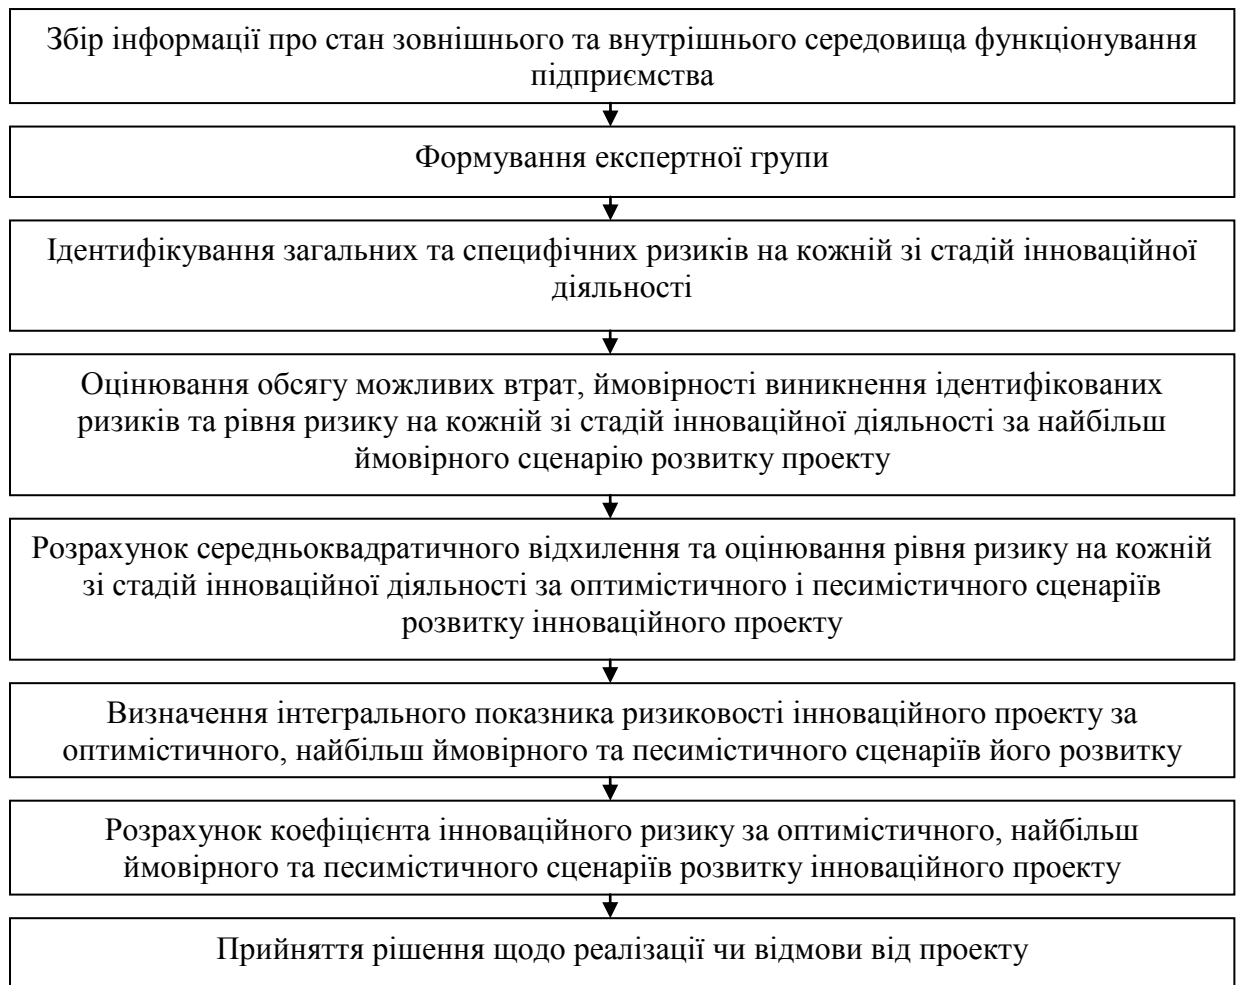 Збір інформації про стан зовнішнього та внутрішнього середовища функціонування
підприємства
Формування експертної групи
Ідентифікування загальних та специфічних ризиків на кожній зі стадій інноваційної
діяльності
Оцінювання обсягу можливих втрат, ймовірності виникнення ідентифікованих
ризиків та рівня ризику на кожній зі стадій інноваційної діяльності за найбільш
ймовірного сценарію розвитку проекту
Розрахунок середньоквадратичного відхилення та оцінювання рівня ризику на кожній
зі стадій інноваційної діяльності за оптимістичного і песимістичного сценаріїв
розвитку інноваційного проекту
Визначення інтегрального показника ризиковості інноваційного проекту за
оптимістичного, найбільш ймовірного та песимістичного сценаріїв його розвитку
Розрахунок коефіцієнта інноваційного ризику за оптимістичного, найбільш
ймовірного та песимістичного сценаріїв розвитку інноваційного проекту
Прийняття рішення щодо реалізації чи відмови від проекту